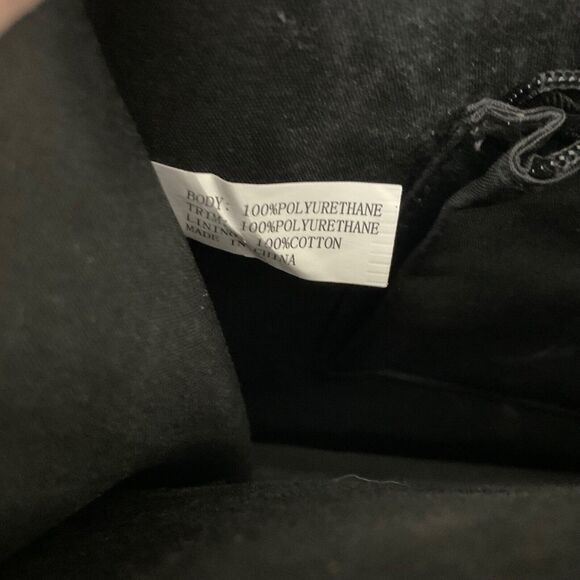 BODY: 100%POLYURETHANE
TRIM: 100%POLYURETHANE
LINING: 100%COTTON
MADE IN CHINA